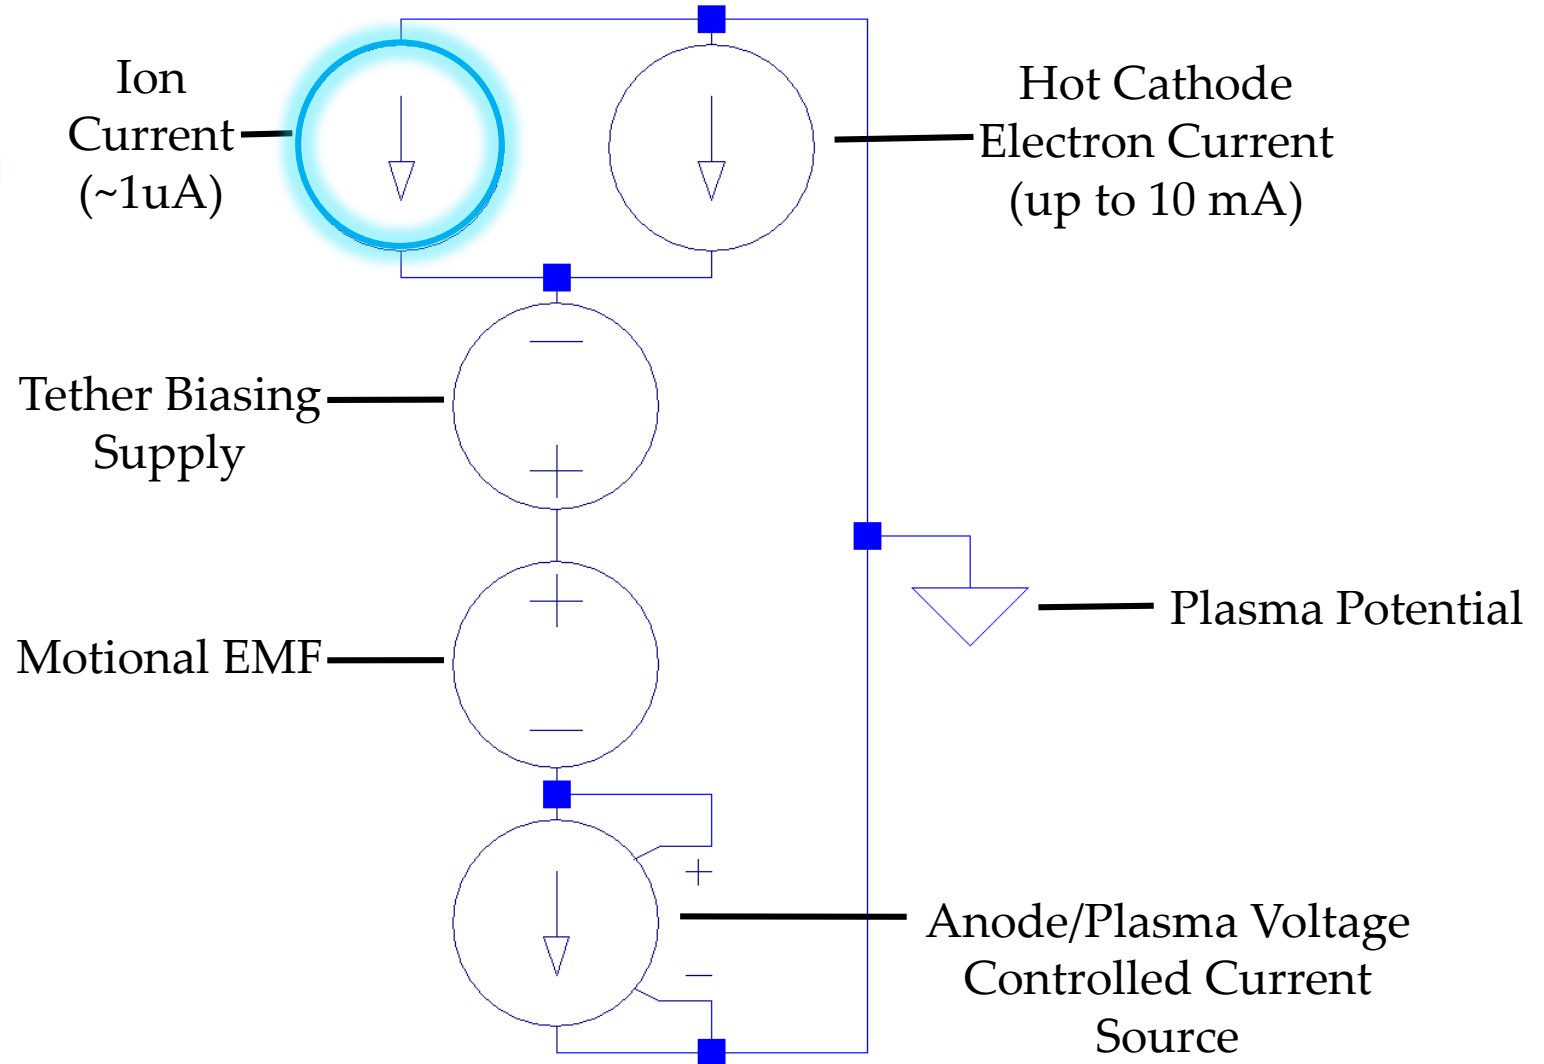 Ion
Current
(~1uA)
Hot Cathode
Electron Current
(up to 10 mA)
Tether Biasing
Supply
Motional EMF
Plasma Potential
Anode/Plasma Voltage
Controlled Current
Source